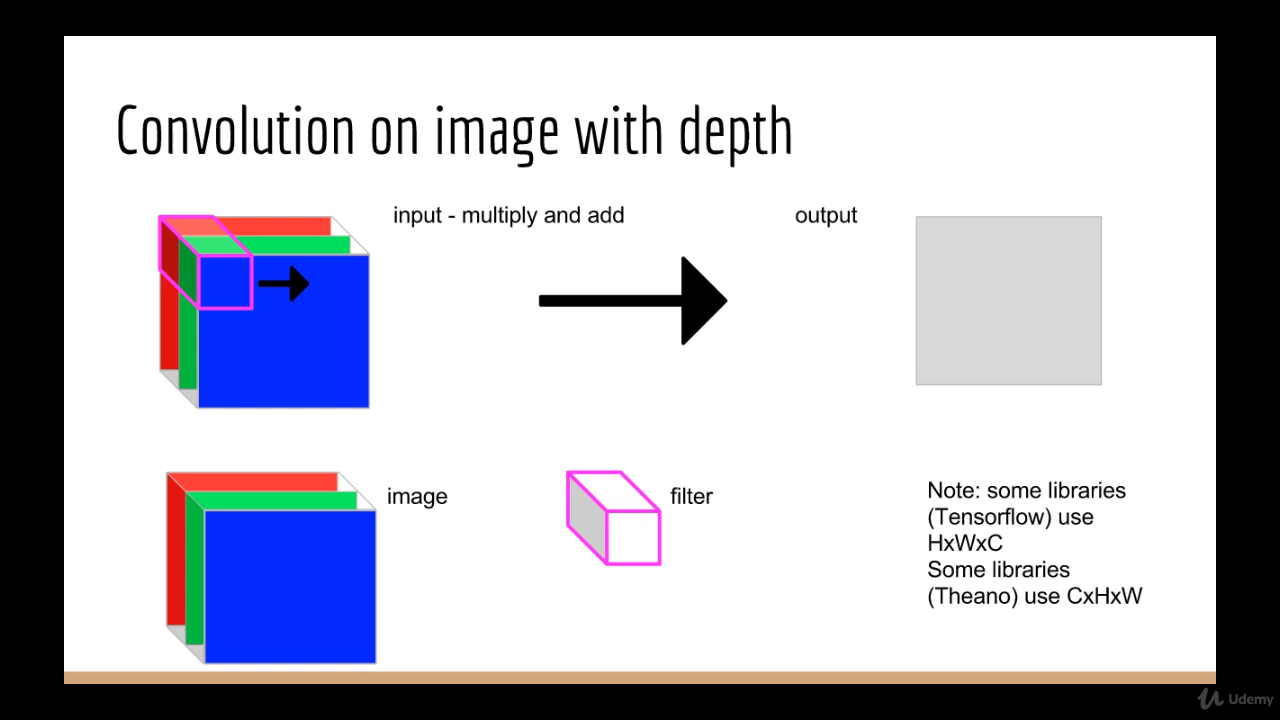 Convolution on image with depth
input - multiply and add
output
image
filter
Note: some libraries
(Tensorflow) use
HxWxC
Some libraries
(Theano) use CxHxW
Udemy